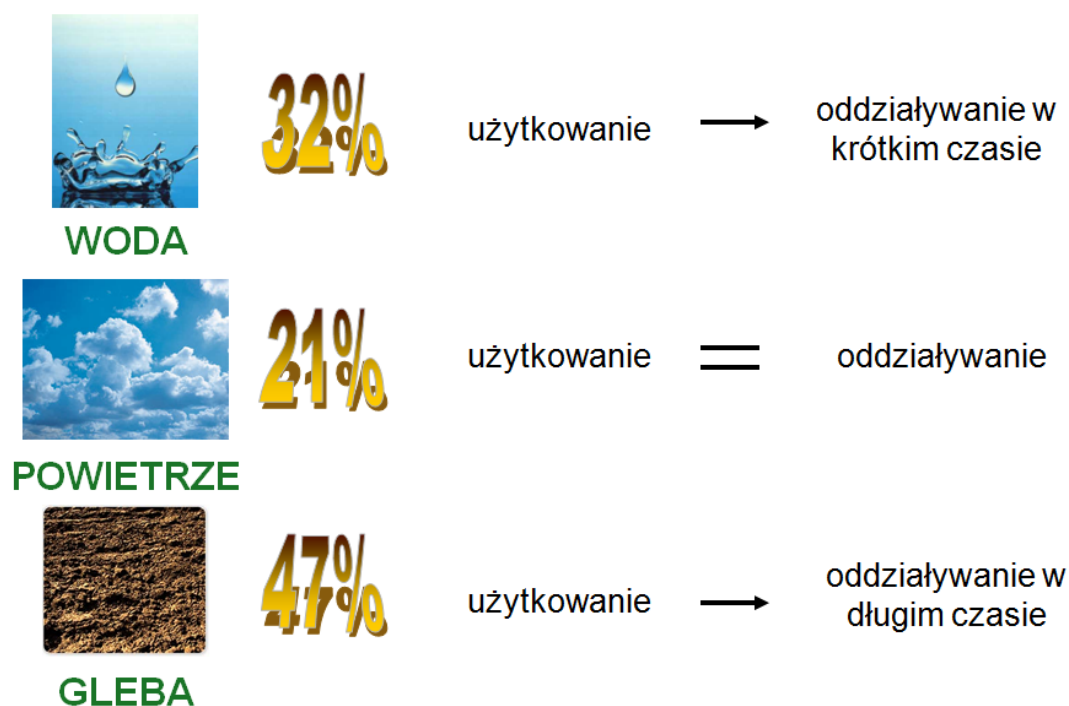 32%
użytkowanie
oddziaływanie w
krótkim czasie
WODA
21%
użytkowanie
oddziaływanie
POWIETRZE
47%
użytkowanie
oddziaływanie w
długim czasie
GLEBA